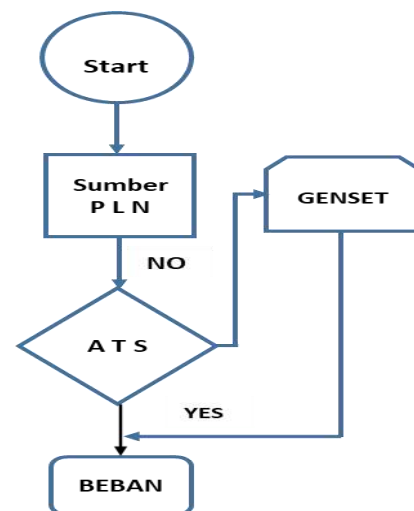 Start
Sumber
P L N
GENSET
NO
A T S
YES
BEBAN